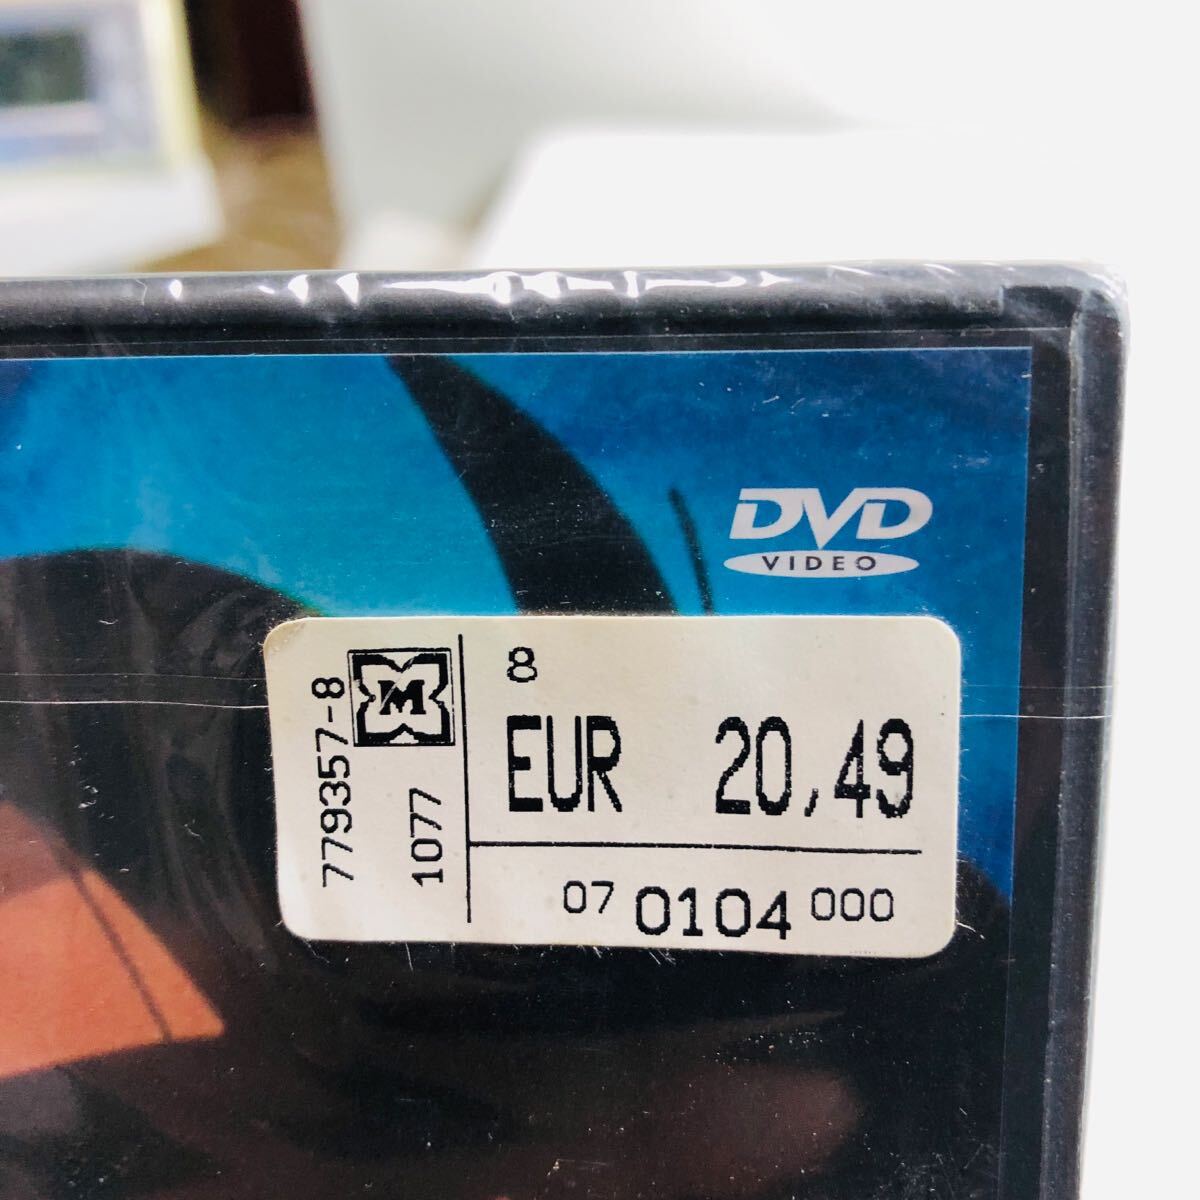 DVD
VIDEO
779357-8
M
1077
8
EUR 20,49
07 0104 000